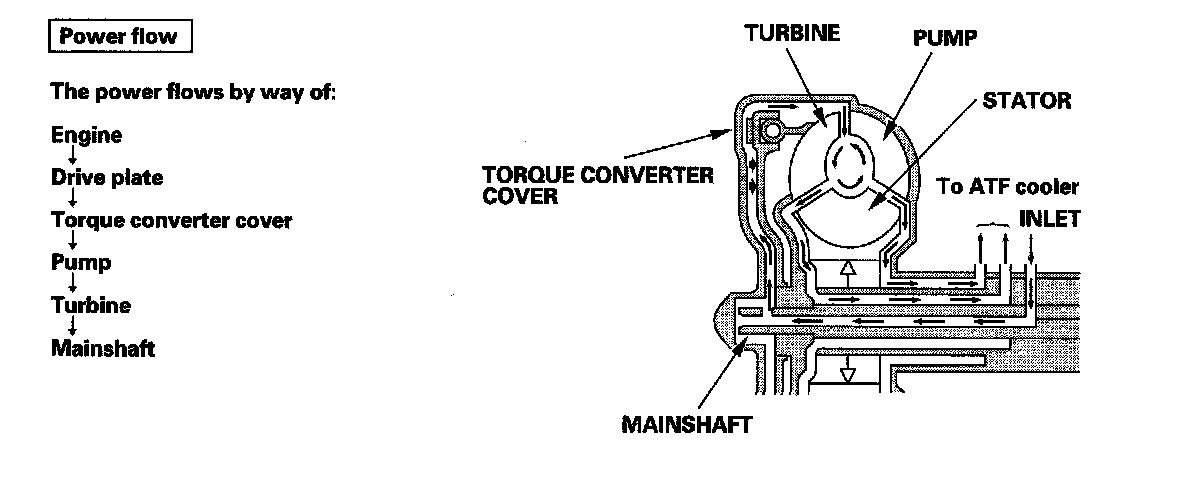 Power flow
The power flows by way of:
Engine
Drive plate
Torque converter cover
Pump
Turbine
Mainshaft
TURBINE
PUMP
STATOR
TORQUE CONVERTER
COVER
To ATF cooler
INLET
MAINSHAFT